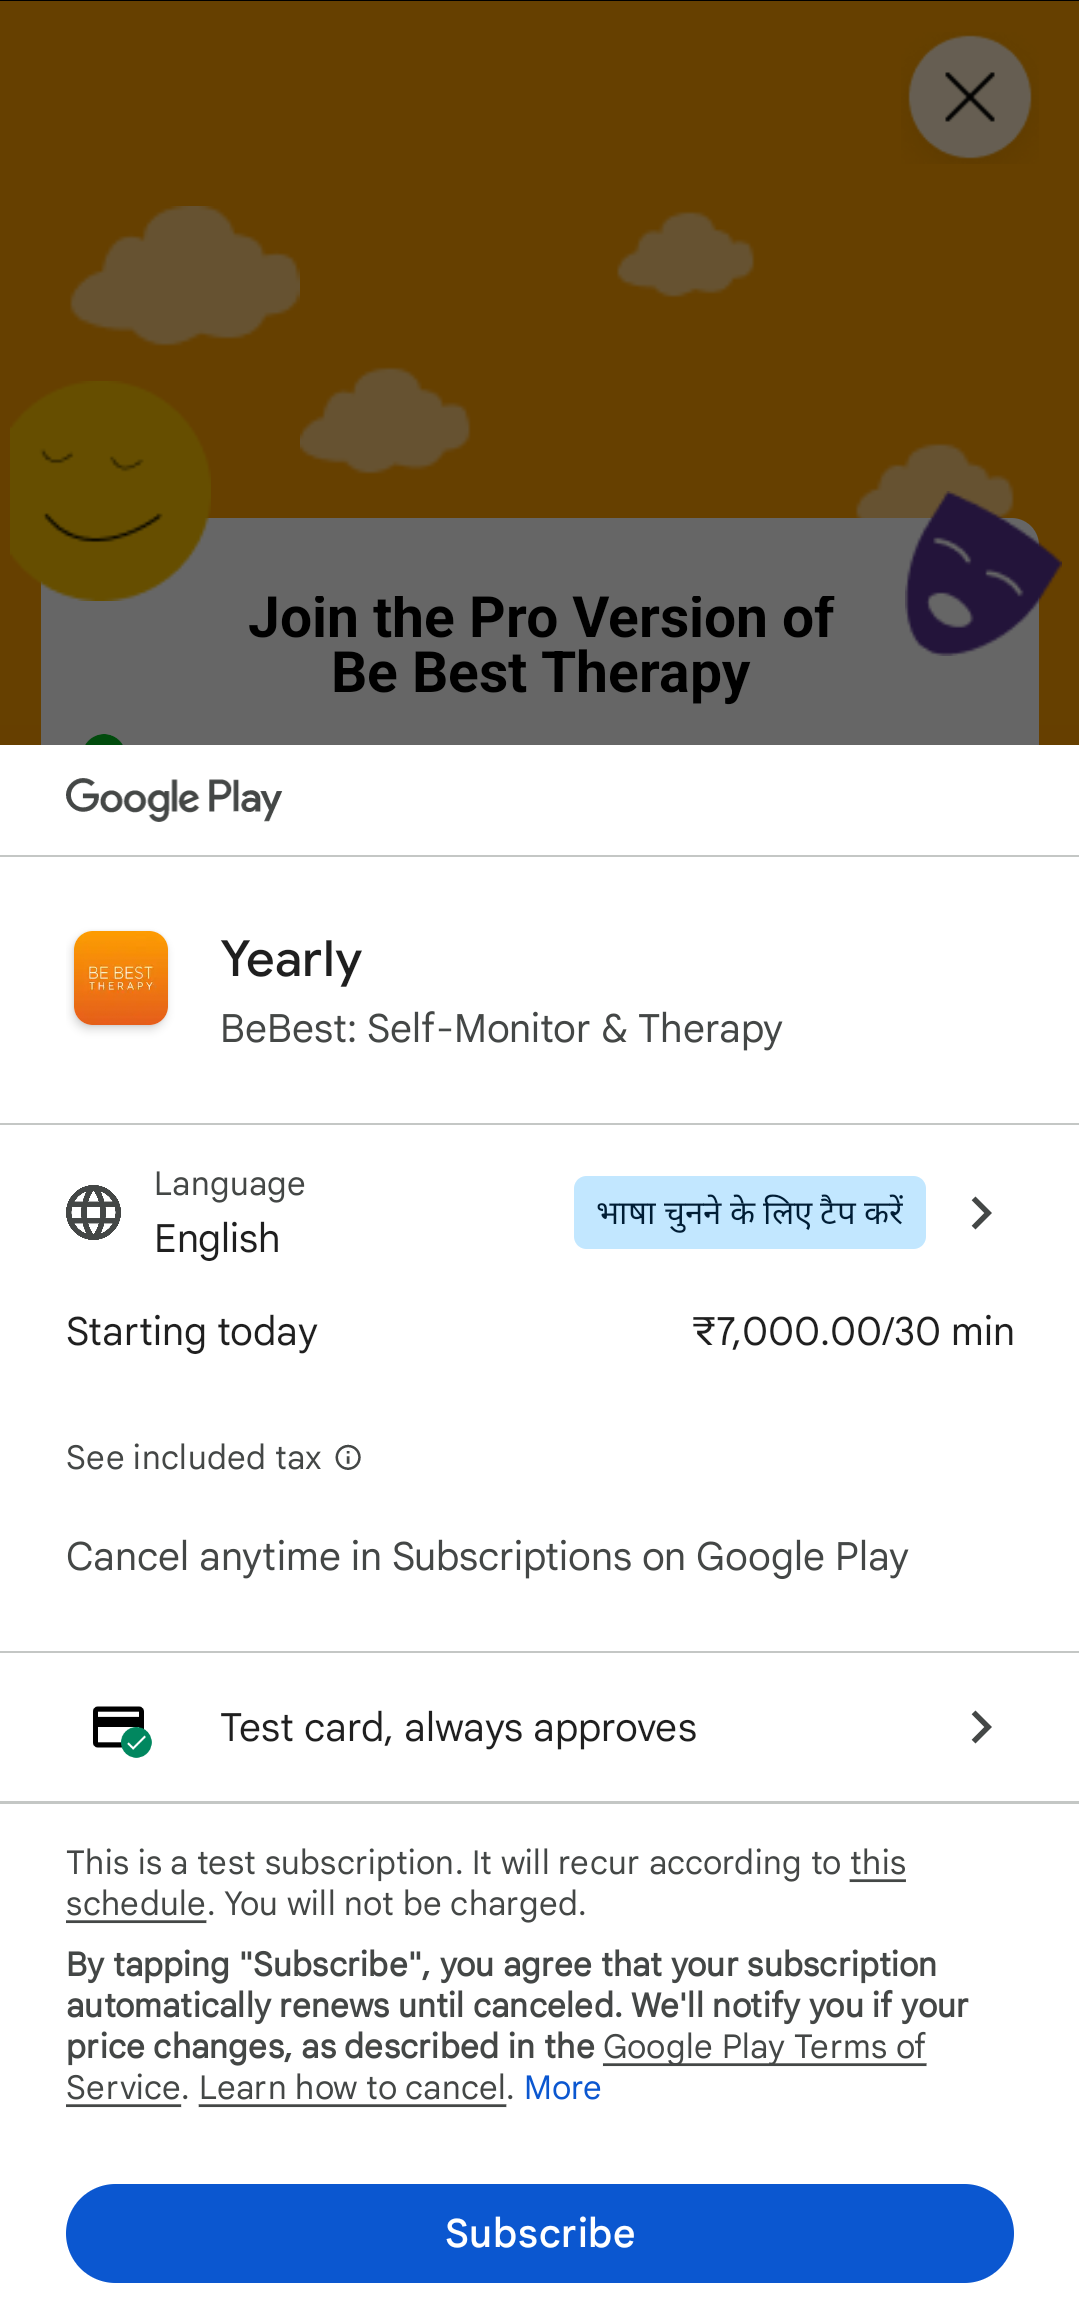 Join the Pro Version of
Be Best Therapy
Google Play
BE BEST
THERAPY
Yearly
BeBest: Self-Monitor & Therapy
Language
English
भाषा चुनने के लिए टैप करें
Starting today
₹7,000.00/30 min
See included tax
Cancel anytime in Subscriptions on Google Play
Test card, always approves
This is a test subscription. It will recur according to this
schedule. You will not be charged.
By tapping "Subscribe", you agree that your subscription
automatically renews until canceled. We'll notify you if your
price changes, as described in the Google Play Terms of
Service. Learn how to cancel. More
Subscribe